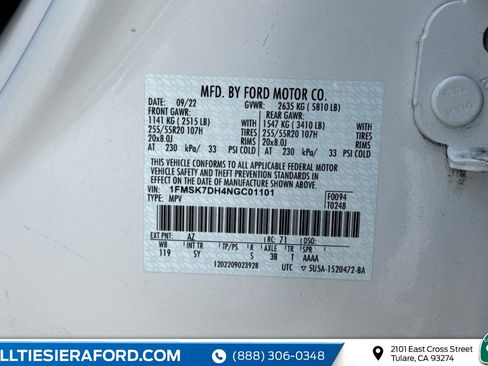 MFD. BY FORD MOTOR CO.
DATE: 09/22 GVWR: 2635 KG (5810 LB)
FRONT GAWR: REAR GAWR:
1141 KG (2515 LB) WITH 1547 KG (3410 LB) WITH
255/55R20 107H TIRES 255/55R20 107H TIRES
20x8.0J RIMS 20x8.0J RIMS
AT 230 kPa/ 33 PSI COLD AT 230 kPa/ 33 PSI COLD
THIS VEHICLE CONFORMS TO ALL APPLICABLE FEDERAL MOTOR
VEHICLE SAFETY AND THEFT PREVENTION STANDARDS IN EFFECT
ON THE DATE OF MANUFACTURE SHOWN ABOVE.
VIN: 1FMSK7DH4NGC01101 F0094
TYPE: MPV T0248
EXT PNT: AZ RC: 71 DSO:
WB INT TR TP/PS R AXLE TR SPR
119 SY S 3B T AAAA
1202209023928 UTC 5U5A-1520472-BA
LLTIESIERAFORD.COM (888) 306-0348 2101 East Cross Street
Tulare, CA 93274